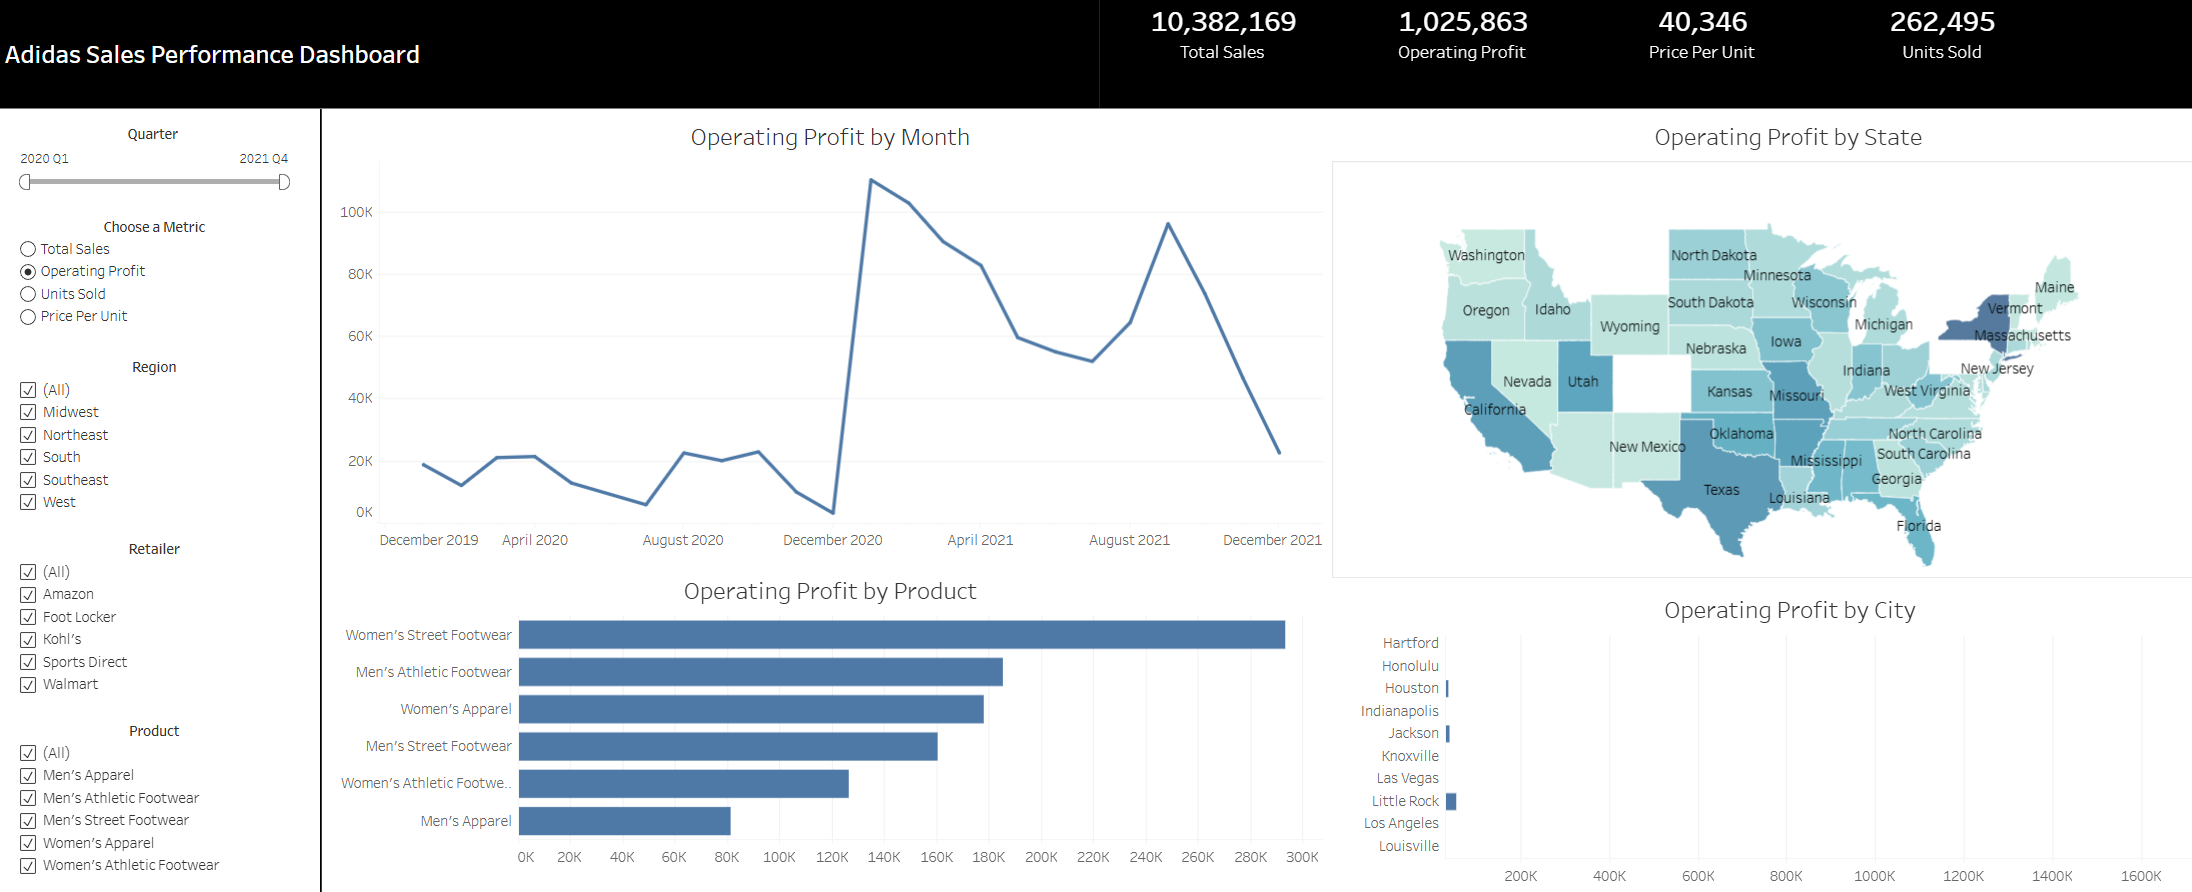 Adidas Sales Performance Dashboard
10,382,169
Total Sales
1,025,863
Operating Profit
40,346
Price Per Unit
262,495
Units Sold
Quarter
2020 Q1
2021 Q4
Choose a Metric
Total Sales
Operating Profit
Units Sold
Price Per Unit
Region
(All)
Midwest
Northeast
South
Southeast
West
Retailer
(All)
Amazon
Foot Locker
Kohl's
Sports Direct
Walmart
Product
(All)
Men's Apparel
Men's Athletic Footwear
Men's Street Footwear
Women's Apparel
Women's Athletic Footwear
Operating Profit by Month
100K
80K
60K
40K
20K
0K
December 2019
April 2020
August 2020
December 2020
April 2021
August 2021
December 2021
Operating Profit by Product
Women's Street Footwear
Men's Athletic Footwear
Women's Apparel
Men's Street Footwear
Women's Athletic Footwe..
Men's Apparel
0K 20K 40K 60K 80K 100K 120K 140K 160K 180K 200K 220K 240K 260K 280K 300K
Operating Profit by State
Washington
North Dakota
Minnesota
Maine
Oregon
Idaho
South Dakota
Wisconsin
Vermont
Wyoming
Michigan
Massachusetts
Nebraska
Iowa
Nevada
Utah
Indiana
New Jersey
Kansas
Missouri
West Virginia
California
Oklahoma
North Carolina
New Mexico
Mississippi
South Carolina
Georgia
Texas
Louisiana
Florida
Operating Profit by City
Hartford
Honolulu
Houston
Indianapolis
Jackson
Knoxville
Las Vegas
Little Rock
Los Angeles
Louisville
200K 400K 600K 800K 1000K 1200K 1400K 1600K